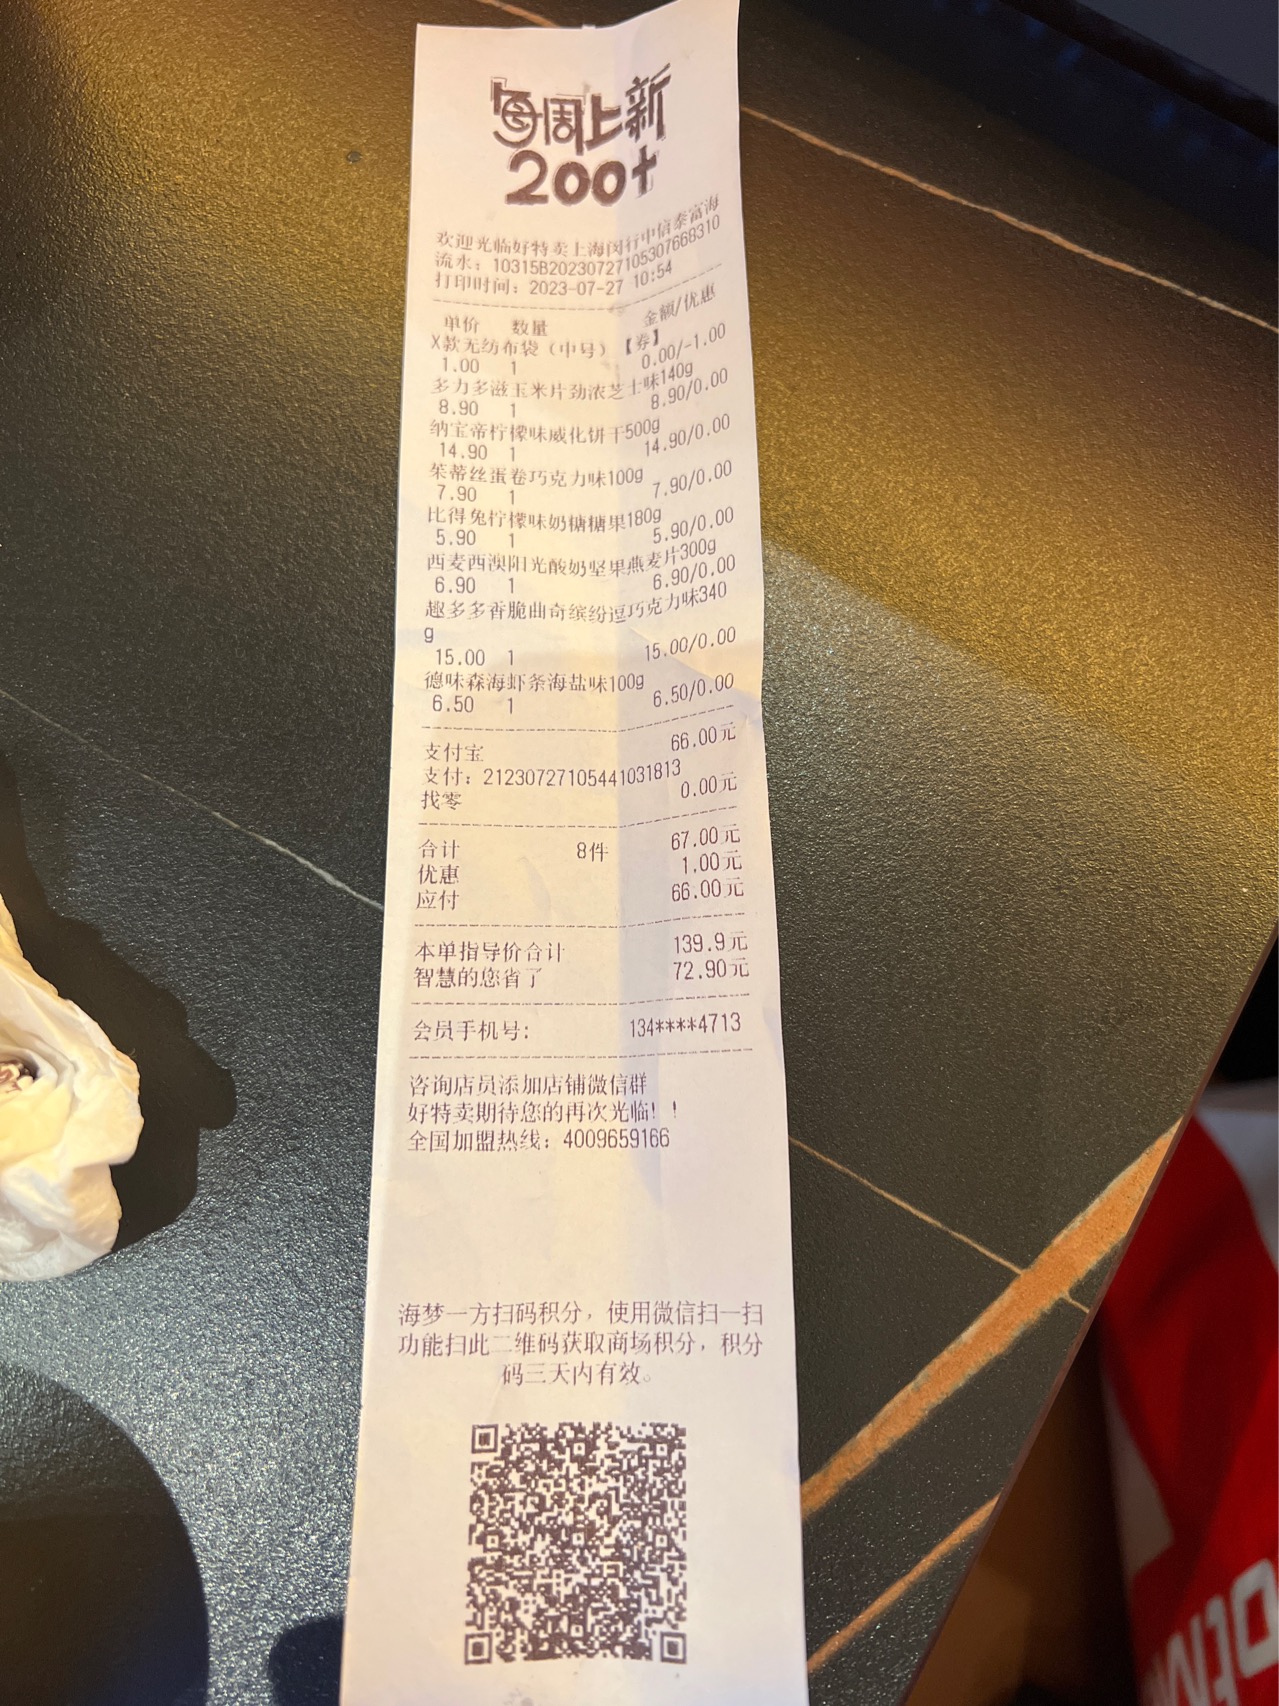 每周上新
200+
欢迎光临好特卖上海闵行中信泰富海
流水：10315B20230727105307668310
打印时间：2023-07-27 10:54
单价 数量 金额/优惠
X款无纺布袋（中号）【券】
1.00 1 0.00/-1.00
多力多滋玉米片劲浓芝士味140g
8.90 1 8.90/0.00
纳宝帝柠檬味威化饼干500g
14.90 1 14.90/0.00
茱蒂丝蛋卷巧克力味100g
7.90 1 7.90/0.00
比得兔柠檬味奶糖糖果180g
5.90 1 5.90/0.00
西麦西澳阳光酸奶坚果燕麦片300g
6.90 1 6.90/0.00
趣多多香脆曲奇缤纷逗巧克力味340
g
15.00 1 15.00/0.00
德味森海虾条海盐味100g
6.50 1 6.50/0.00
支付宝 66.00元
支付：21230727105441031813
找零 0.00元
合计 8件 67.00元
优惠 1.00元
应付 66.00元
本单指导价合计 139.9元
智慧的您省了 72.90元
会员手机号: 134****4713
咨询店员添加店铺微信群
好特卖期待您的再次光临！！
全国加盟热线：4009659166
海梦一方扫码积分，使用微信扫一扫
功能扫此二维码获取商场积分，积分
码三天内有效。